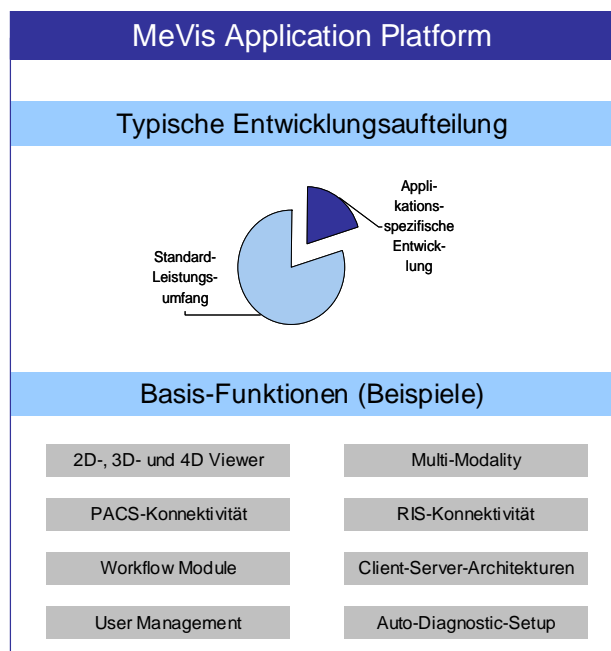 MeVis Application Platform
Typische Entwicklungsaufteilung
Appli-
kations-
spezifische
Entwick-
lung
Standard-
Leistungs-
umfang
Basis-Funktionen (Beispiele)
2D-, 3D- und 4D Viewer
Multi-Modality
PACS-Konnektivität
RIS-Konnektivität
Workflow Module
Client-Server-Architekturen
User Management
Auto-Diagnostic-Setup